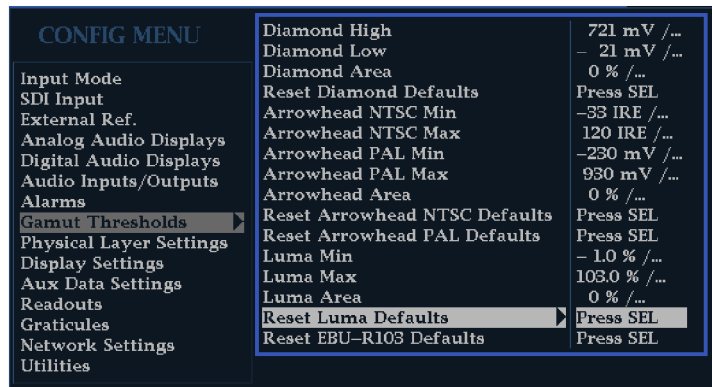 CONFIG MENU
Input Mode
SDI Input
External Ref.
Analog Audio Displays
Digital Audio Displays
Audio Inputs/Outputs
Alarms
Gamut Thresholds
Physical Layer Settings
Display Settings
Aux Data Settings
Readouts
Graticules
Network Settings
Utilities
Diamond High 721 mV /...
Diamond Low – 21 mV /...
Diamond Area 0 % /...
Reset Diamond Defaults Press SEL
Arrowhead NTSC Min –33 IRE /...
Arrowhead NTSC Max 120 IRE /...
Arrowhead PAL Min –230 mV /...
Arrowhead PAL Max 930 mV /...
Arrowhead Area 0 % /...
Reset Arrowhead NTSC Defaults Press SEL
Reset Arrowhead PAL Defaults Press SEL
Luma Min – 1.0 % /...
Luma Max 103.0 % /...
Luma Area 0 % /...
Reset Luma Defaults Press SEL
Reset EBU–R103 Defaults Press SEL